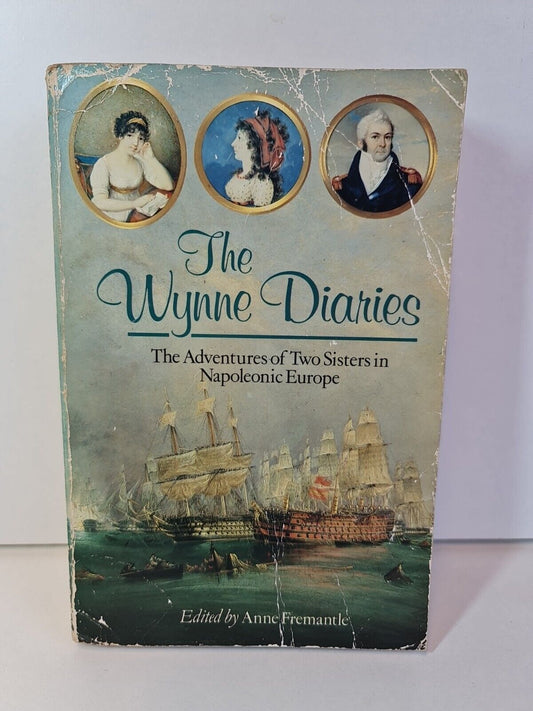 The
Wynne Diaries
The Adventures of Two Sisters in
Napoleonic Europe
Edited by Anne Fremantle